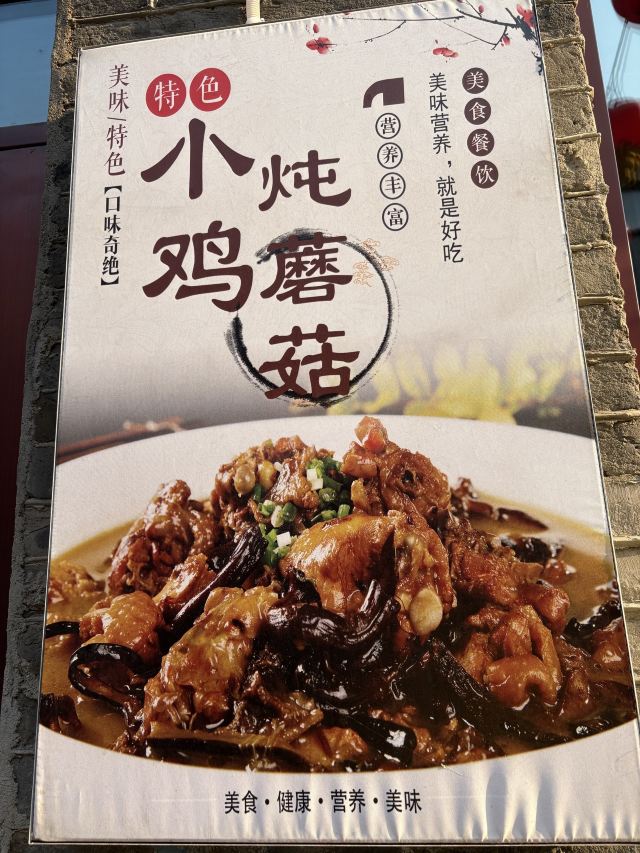 美味/特色
【口味奇绝】
特色
小鸡
炖蘑菇
营养丰富
美味营养，就是好吃
美食餐饮
美食·健康·营养·美味